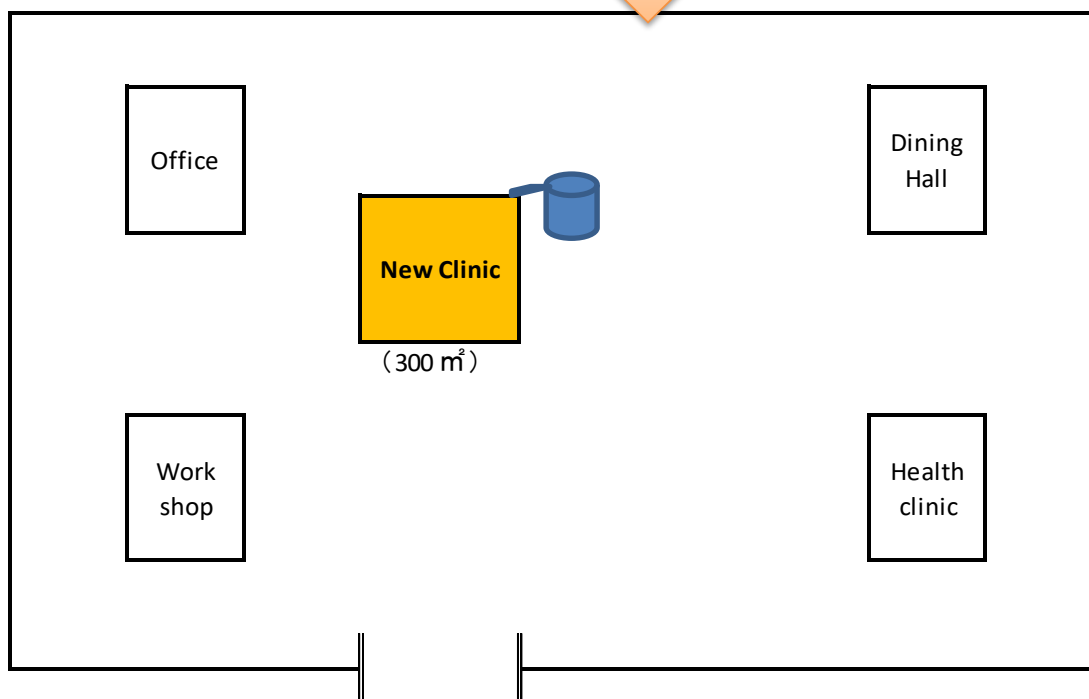 Office
Dining
Hall
New Clinic
（300 ㎡）
Work
shop
Health
clinic